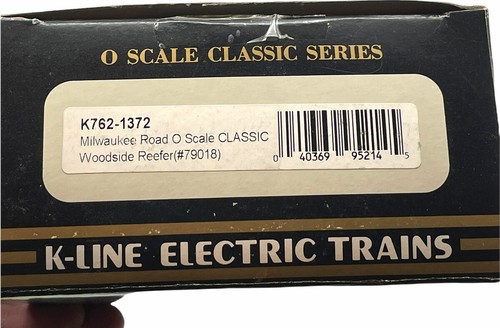 O SCALE CLASSIC SERIES
K762-1372
Milwaukee Road O Scale CLASSIC
Woodside Reefer(#79018)
0 40369 95214 5
K-LINE ELECTRIC TRAINS